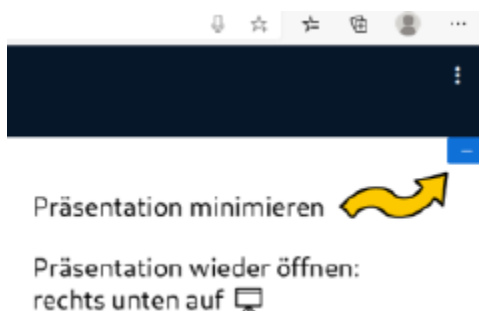 Präsentation minimieren
Präsentation wieder öffnen:
rechts unten auf